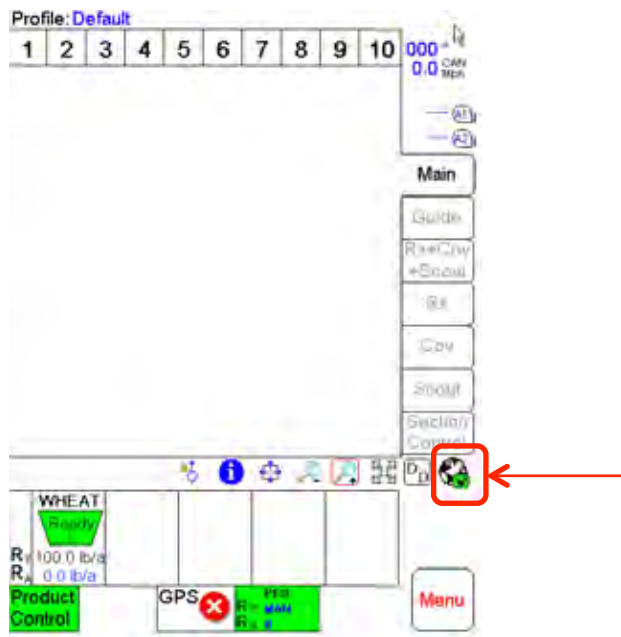 Profile: Default
1 2 3 4 5 6 7 8 9 10
000°
0.0 CAN
Mph
A1
A2
Main
Guide
Rx+Cov
+Scout
Rx
Cov
Scout
Section
Control
D D
WHEAT
Ready
R 100.0 lb/a
RA 0.0 lb/a
Product
Control
GPS
MAN
Menu